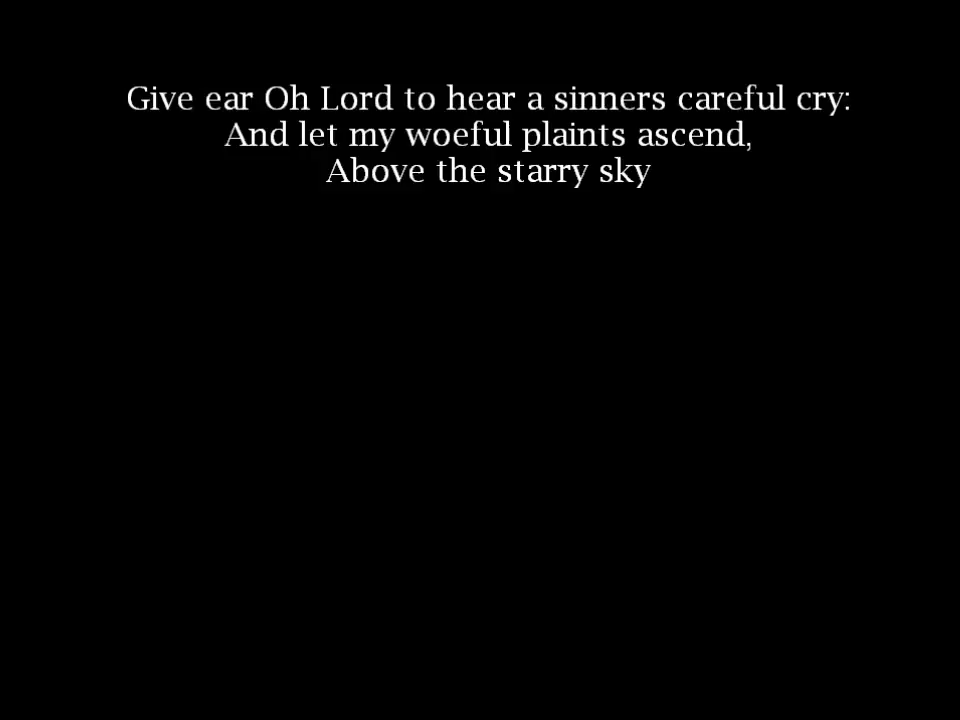 Give ear Oh Lord to hear a sinners careful cry:
And let my woeful plaints ascend,
Above the starry sky